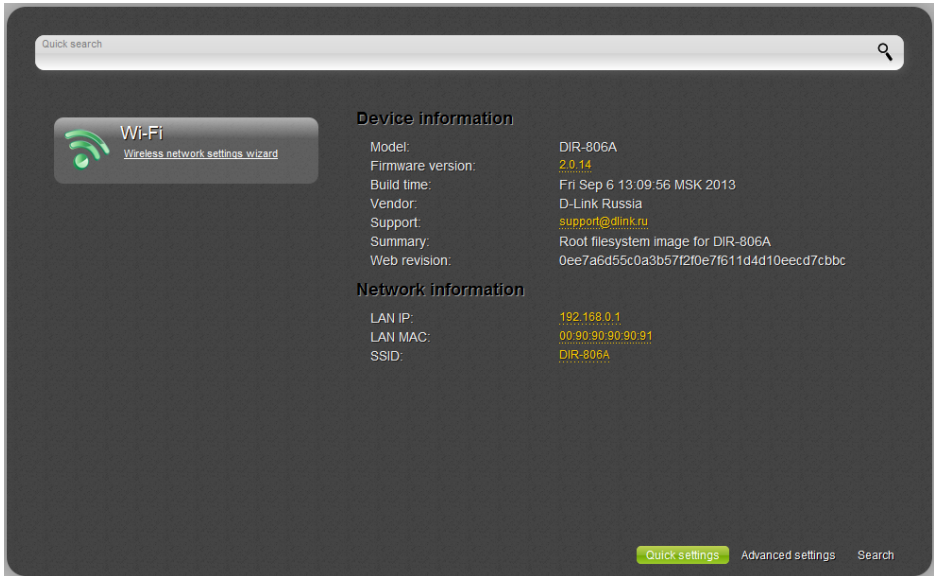 Quick search
Wi-Fi
Wireless network settings wizard
Device information
Model: DIR-806A
Firmware version: 2.0.14
Build time: Fri Sep 6 13:09:56 MSK 2013
Vendor: D-Link Russia
Support: support@dlink.ru
Summary: Root filesystem image for DIR-806A
Web revision: 0ee7a6d55c0a3b57f2f0e7f611d4d10eecd7cbbc
Network information
LAN IP: 192.168.0.1
LAN MAC: 00:90:90:90:90:91
SSID: DIR-806A
Quick settings Advanced settings Search